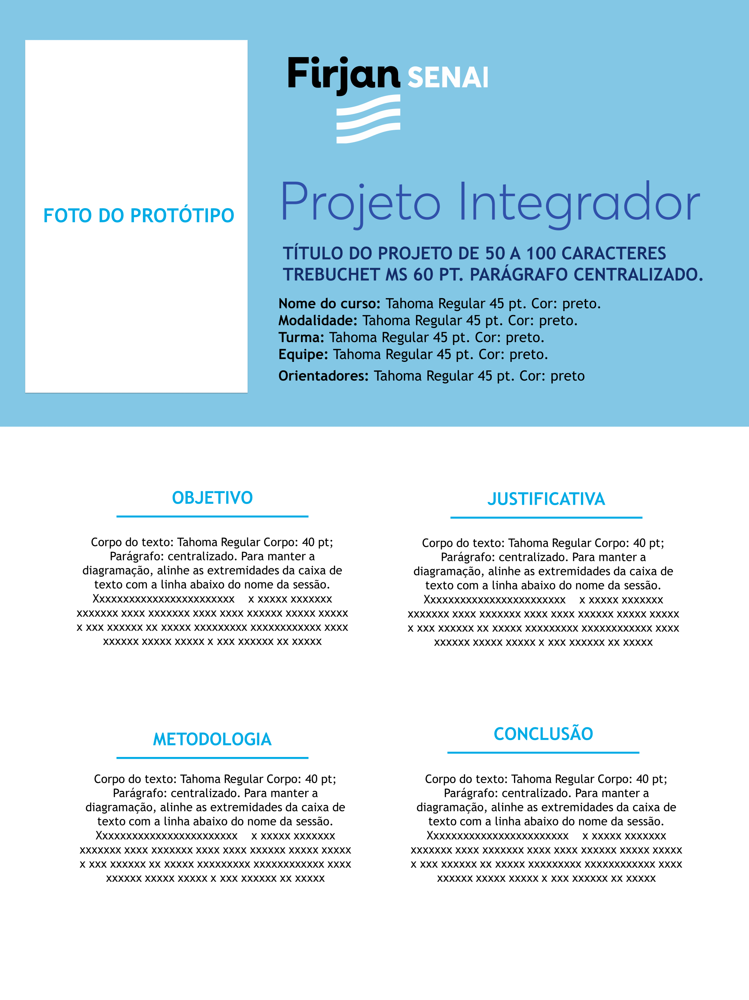 Firjan SENAI
FOTO DO PROTÓTIPO
Projeto Integrador
TÍTULO DO PROJETO DE 50 A 100 CARACTERES
TREBUCHET MS 60 PT. PARÁGRAFO CENTRALIZADO.
Nome do curso: Tahoma Regular 45 pt. Cor: preto.
Modalidade: Tahoma Regular 45 pt. Cor: preto.
Turma: Tahoma Regular 45 pt. Cor: preto.
Equipe: Tahoma Regular 45 pt. Cor: preto.
Orientadores: Tahoma Regular 45 pt. Cor: preto
OBJETIVO
Corpo do texto: Tahoma Regular Corpo: 40 pt;
Parágrafo: centralizado. Para manter a
diagramação, alinhe as extremidades da caixa de
texto com a linha abaixo do nome da sessão.
Xxxxxxxxxxxxxxxxxxxxxxxx x xxxxx xxxxxxx
xxxxxxx xxxx xxxxxxx xxxx xxxx xxxxxx xxxxx xxxxx
x xxx xxxxxx xx xxxxx xxxxxxxxx xxxxxxxxxxxx xxxx
xxxxxx xxxxx xxxxx x xxx xxxxxx xx xxxxx
JUSTIFICATIVA
Corpo do texto: Tahoma Regular Corpo: 40 pt;
Parágrafo: centralizado. Para manter a
diagramação, alinhe as extremidades da caixa de
texto com a linha abaixo do nome da sessão.
Xxxxxxxxxxxxxxxxxxxxxxxx x xxxxx xxxxxxx
xxxxxxx xxxx xxxxxxx xxxx xxxx xxxxxx xxxxx xxxxx
x xxx xxxxxx xx xxxxx xxxxxxxxx xxxxxxxxxxxx xxxx
xxxxxx xxxxx xxxxx x xxx xxxxxx xx xxxxx
METODOLOGIA
Corpo do texto: Tahoma Regular Corpo: 40 pt;
Parágrafo: centralizado. Para manter a
diagramação, alinhe as extremidades da caixa de
texto com a linha abaixo do nome da sessão.
Xxxxxxxxxxxxxxxxxxxxxxxx x xxxxx xxxxxxx
xxxxxxx xxxx xxxxxxx xxxx xxxx xxxxxx xxxxx xxxxx
x xxx xxxxxx xx xxxxx xxxxxxxxx xxxxxxxxxxxx xxxx
xxxxxx xxxxx xxxxx x xxx xxxxxx xx xxxxx
CONCLUSÃO
Corpo do texto: Tahoma Regular Corpo: 40 pt;
Parágrafo: centralizado. Para manter a
diagramação, alinhe as extremidades da caixa de
texto com a linha abaixo do nome da sessão.
Xxxxxxxxxxxxxxxxxxxxxxxx x xxxxx xxxxxxx
xxxxxxx xxxx xxxxxxx xxxx xxxx xxxxxx xxxxx xxxxx
x xxx xxxxxx xx xxxxx xxxxxxxxx xxxxxxxxxxxx xxxx
xxxxxx xxxxx xxxxx x xxx xxxxxx xx xxxxx